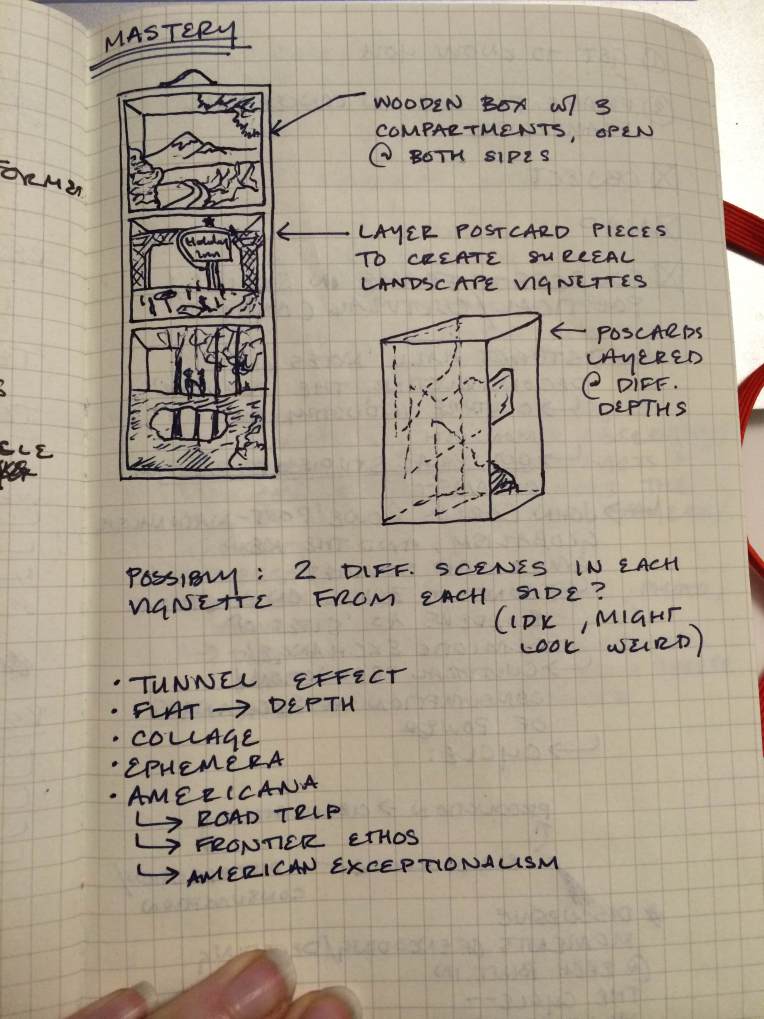 MASTERY
WOODEN BOX W/ 3
COMPARTMENTS, OPEN
@ BOTH SIDES
LAYER POSTCARD PIECES
TO CREATE SURREAL
LANDSCAPE VIGNETTES
Holiday
Inn
POSCARDS
LAYERED
@ DIFF.
DEPTHS
POSSIBLY : 2 DIFF. SCENES IN EACH
VIGNETTE FROM EACH SIDE?
(IDK, MIGHT
LOOK WEIRD)
• TUNNEL EFFECT
• FLAT → DEPTH
• COLLAGE
• EPHEMERA
• AMERICANA
↳ ROAD TRIP
↳ FRONTIER ETHOS
↳ AMERICAN EXCEPTIONALISM